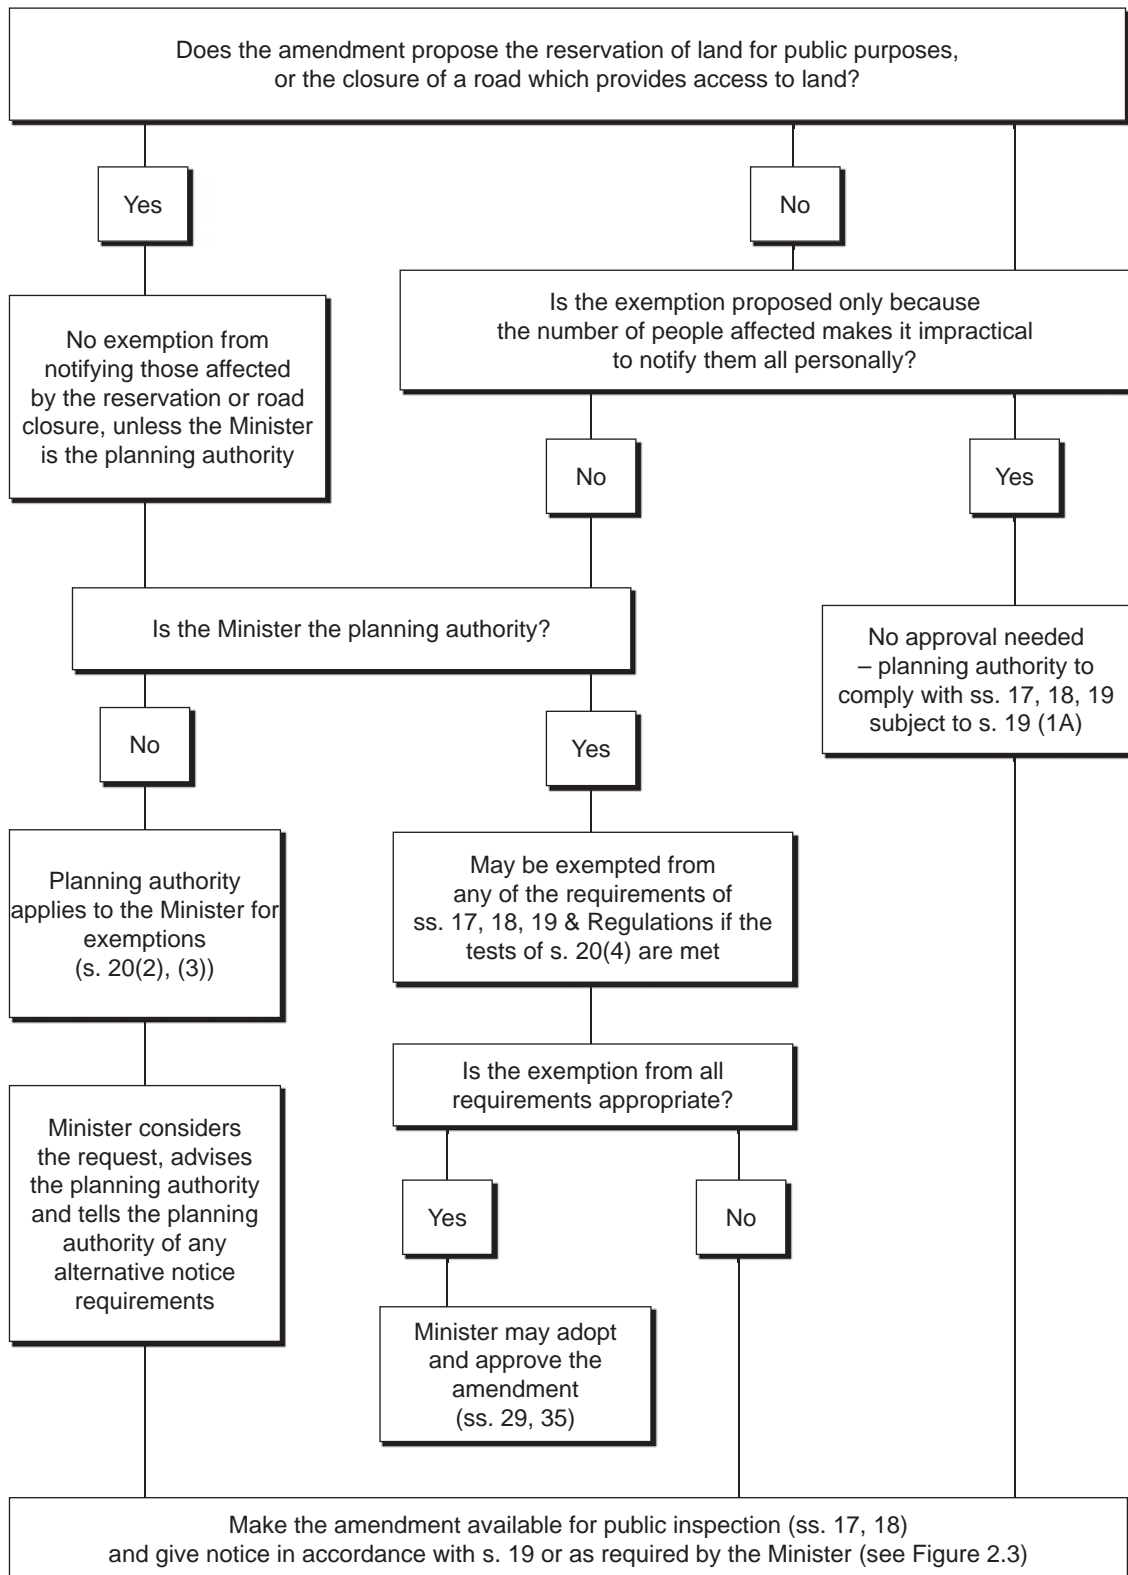 Does the amendment propose the reservation of land for public purposes,
or the closure of a road which provides access to land?
Yes
No
No exemption from
notifying those affected
by the reservation or road
closure, unless the Minister
is the planning authority
Is the exemption proposed only because
the number of people affected makes it impractical
to notify them all personally?
No
Yes
Is the Minister the planning authority?
No approval needed
– planning authority to
comply with ss. 17, 18, 19
subject to s. 19 (1A)
No
Yes
Planning authority
applies to the Minister for
exemptions
(s. 20(2), (3))
May be exempted from
any of the requirements of
ss. 17, 18, 19 & Regulations if the
tests of s. 20(4) are met
Is the exemption from all
requirements appropriate?
Minister considers
the request, advises
the planning authority
and tells the planning
authority of any
alternative notice
requirements
Yes
No
Minister may adopt
and approve the
amendment
(ss. 29, 35)
Make the amendment available for public inspection (ss. 17, 18)
and give notice in accordance with s. 19 or as required by the Minister (see Figure 2.3)